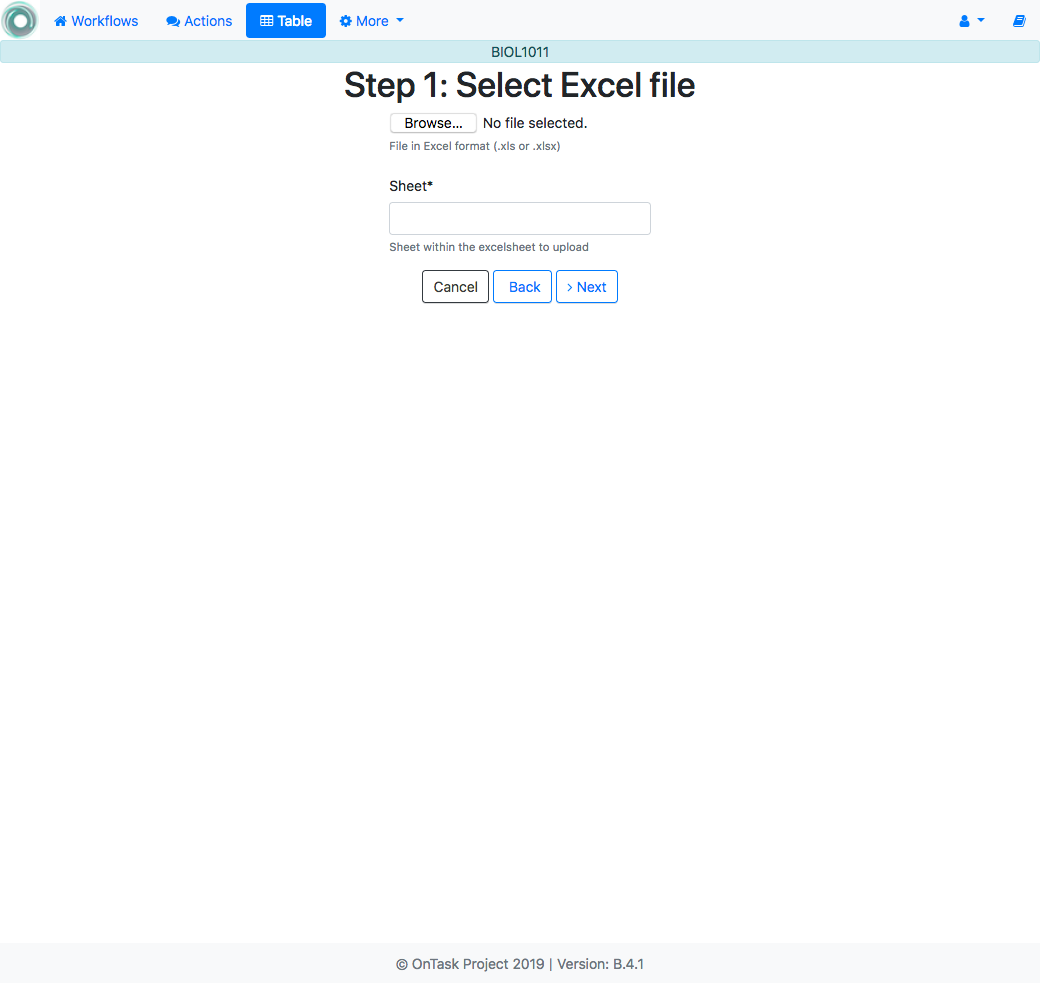 Workflows Actions Table More
BIOL1011
Step 1: Select Excel file
Browse... No file selected.
File in Excel format (.xls or .xlsx)
Sheet*
Sheet within the excelsheet to upload
Cancel Back › Next
© OnTask Project 2019 | Version: B.4.1